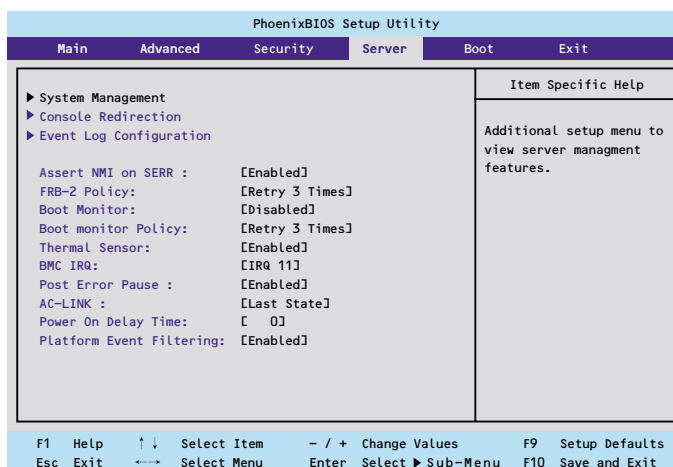 PhoenixBIOS Setup Utility
Main Advanced Security Server Boot Exit
▶ System Management
▶ Console Redirection
▶ Event Log Configuration
Assert NMI on SERR : [Enabled]
FRB-2 Policy: [Retry 3 Times]
Boot Monitor: [Disabled]
Boot monitor Policy: [Retry 3 Times]
Thermal Sensor: [Enabled]
BMC IRQ: [IRQ 11]
Post Error Pause : [Enabled]
AC-LINK : [Last State]
Power On Delay Time: [ 0]
Platform Event Filtering: [Enabled]
Item Specific Help
Additional setup menu to
view server managment
features.
F1 Help ↑↓ Select Item - / + Change Values F9 Setup Defaults
Esc Exit ←→ Select Menu Enter Select ▶ Sub-Menu F10 Save and Exit